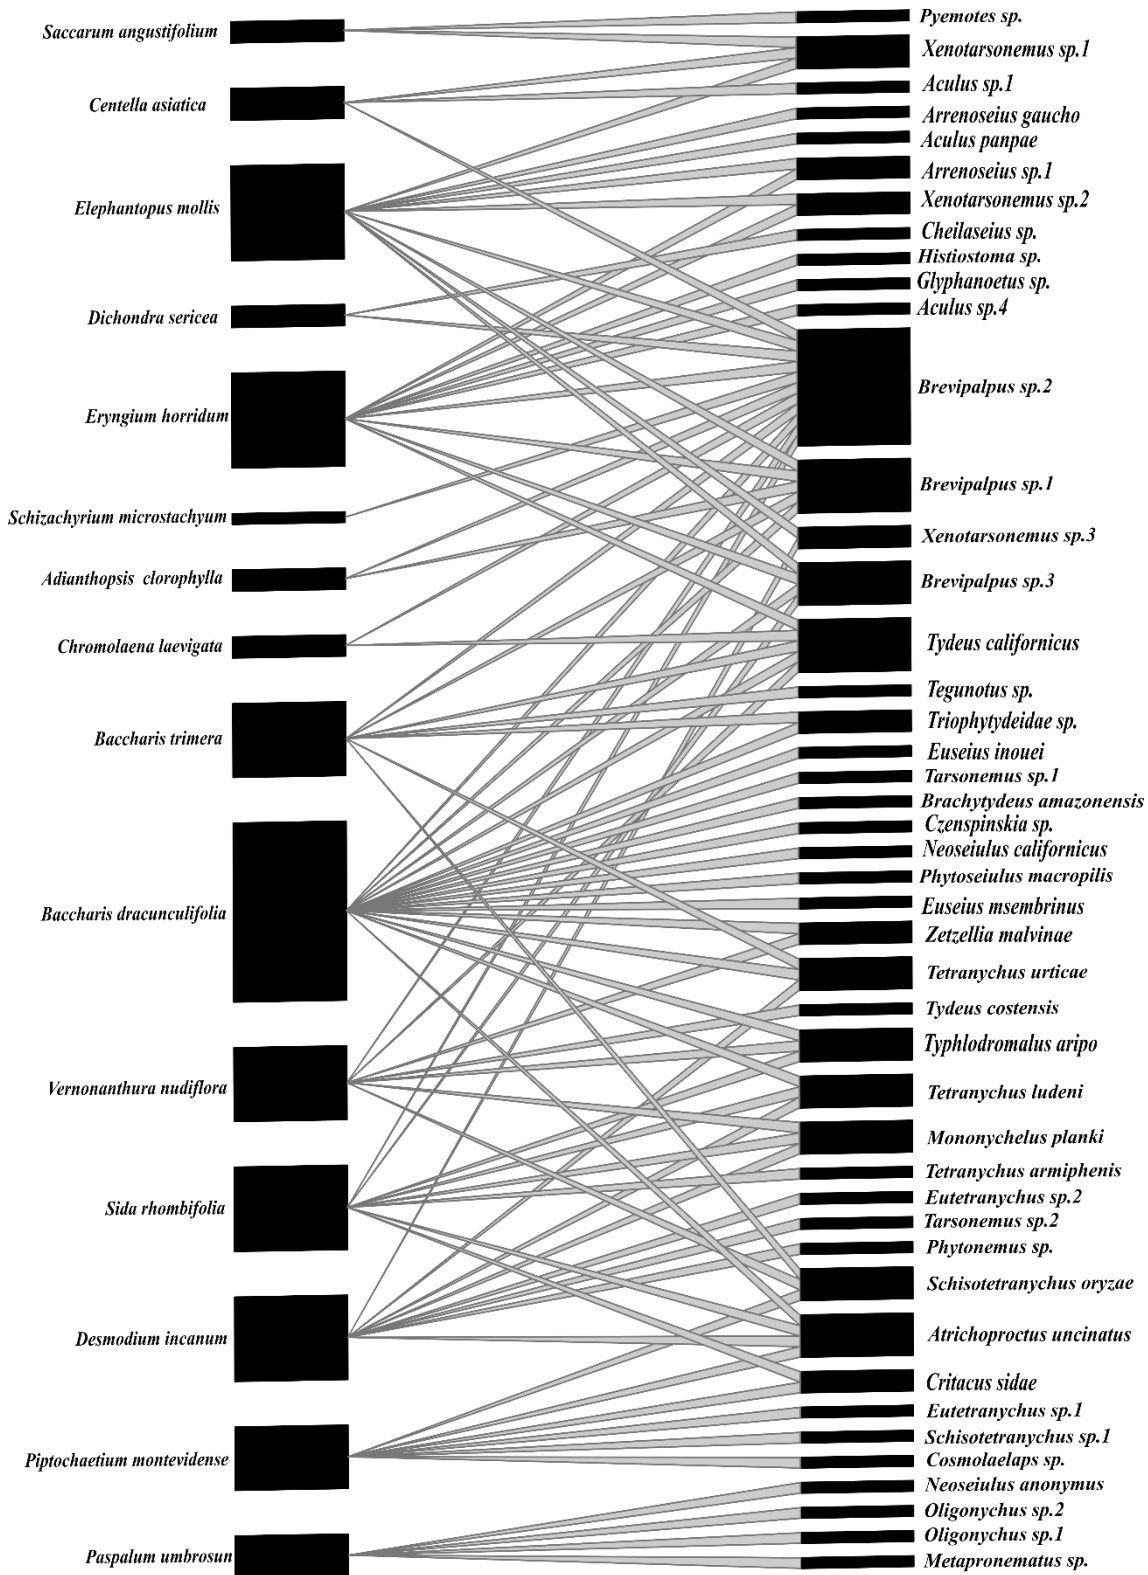 Saccarum angustifolium
Centella asiatica
Elephantopus mollis
Dichondra sericea
Eryngium horridum
Schizachyrium microstachyum
Adianthopsis clorophylla
Chromolaena laevigata
Baccharis trimera
Baccharis dracunculifolia
Vernonanthura nudiflora
Sida rhombifolia
Desmodium incanum
Piptochaetium montevidense
Paspalum umbrosun
Pyemotes sp.
Xenotarsonemus sp.1
Aculus sp.1
Arrenoseius gaucho
Aculus panpae
Arrenoseius sp.1
Xenotarsonemus sp.2
Cheilaseius sp.
Histiostoma sp.
Glyphanoetus sp.
Aculus sp.4
Brevipalpus sp.2
Brevipalpus sp.1
Xenotarsonemus sp.3
Brevipalpus sp.3
Tydeus californicus
Tegunotus sp.
Triophytydeidae sp.
Euseius inouei
Tarsonemus sp.1
Brachytydeus amazonensis
Czenspinskia sp.
Neoseiulus californicus
Phytoseiulus macropilis
Euseius msembrinus
Zetzellia malvinae
Tetranychus urticae
Tydeus costensis
Typhlodromalus aripo
Tetranychus ludeni
Mononychelus planki
Tetranychus armiphenis
Eutetranychus sp.2
Tarsonemus sp.2
Phytonemus sp.
Schisotetranychus oryzae
Atrichoproctus uncinatus
Critacus sidae
Eutetranychus sp.1
Schisotetranychus sp.1
Cosmolaelaps sp.
Neoseiulus anonymus
Oligonychus sp.2
Oligonychus sp.1
Metapronematus sp.